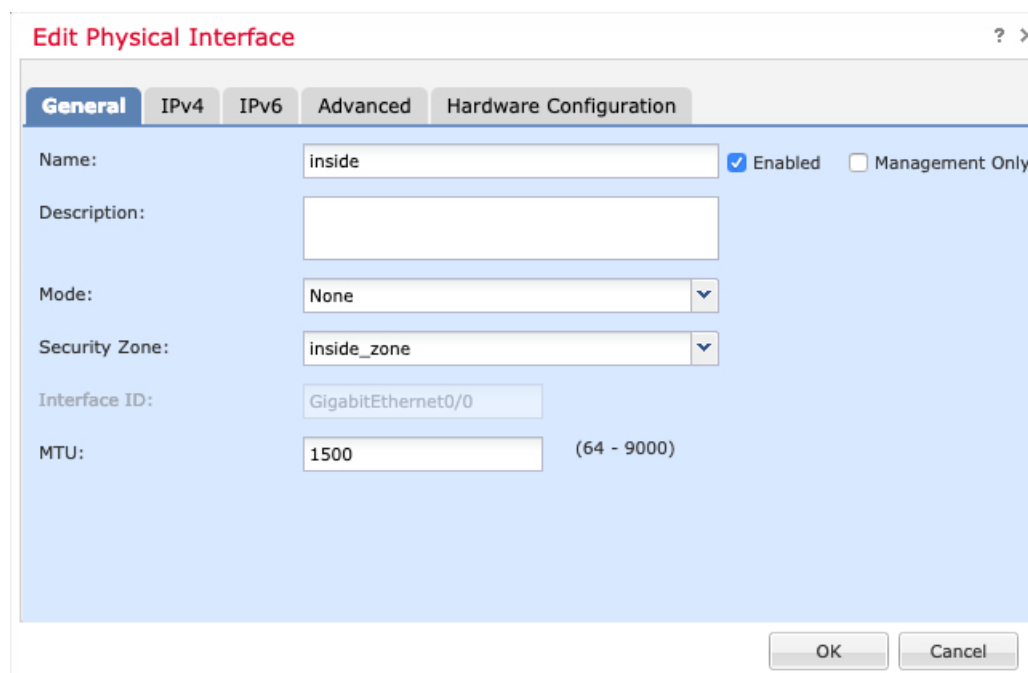 Edit Physical Interface ?
General IPv4 IPv6 Advanced Hardware Configuration
Name: inside Enabled Management Only
Description:
Mode: None
Security Zone: inside_zone
Interface ID: GigabitEthernet0/0
MTU: 1500 (64 - 9000)
OK Cancel